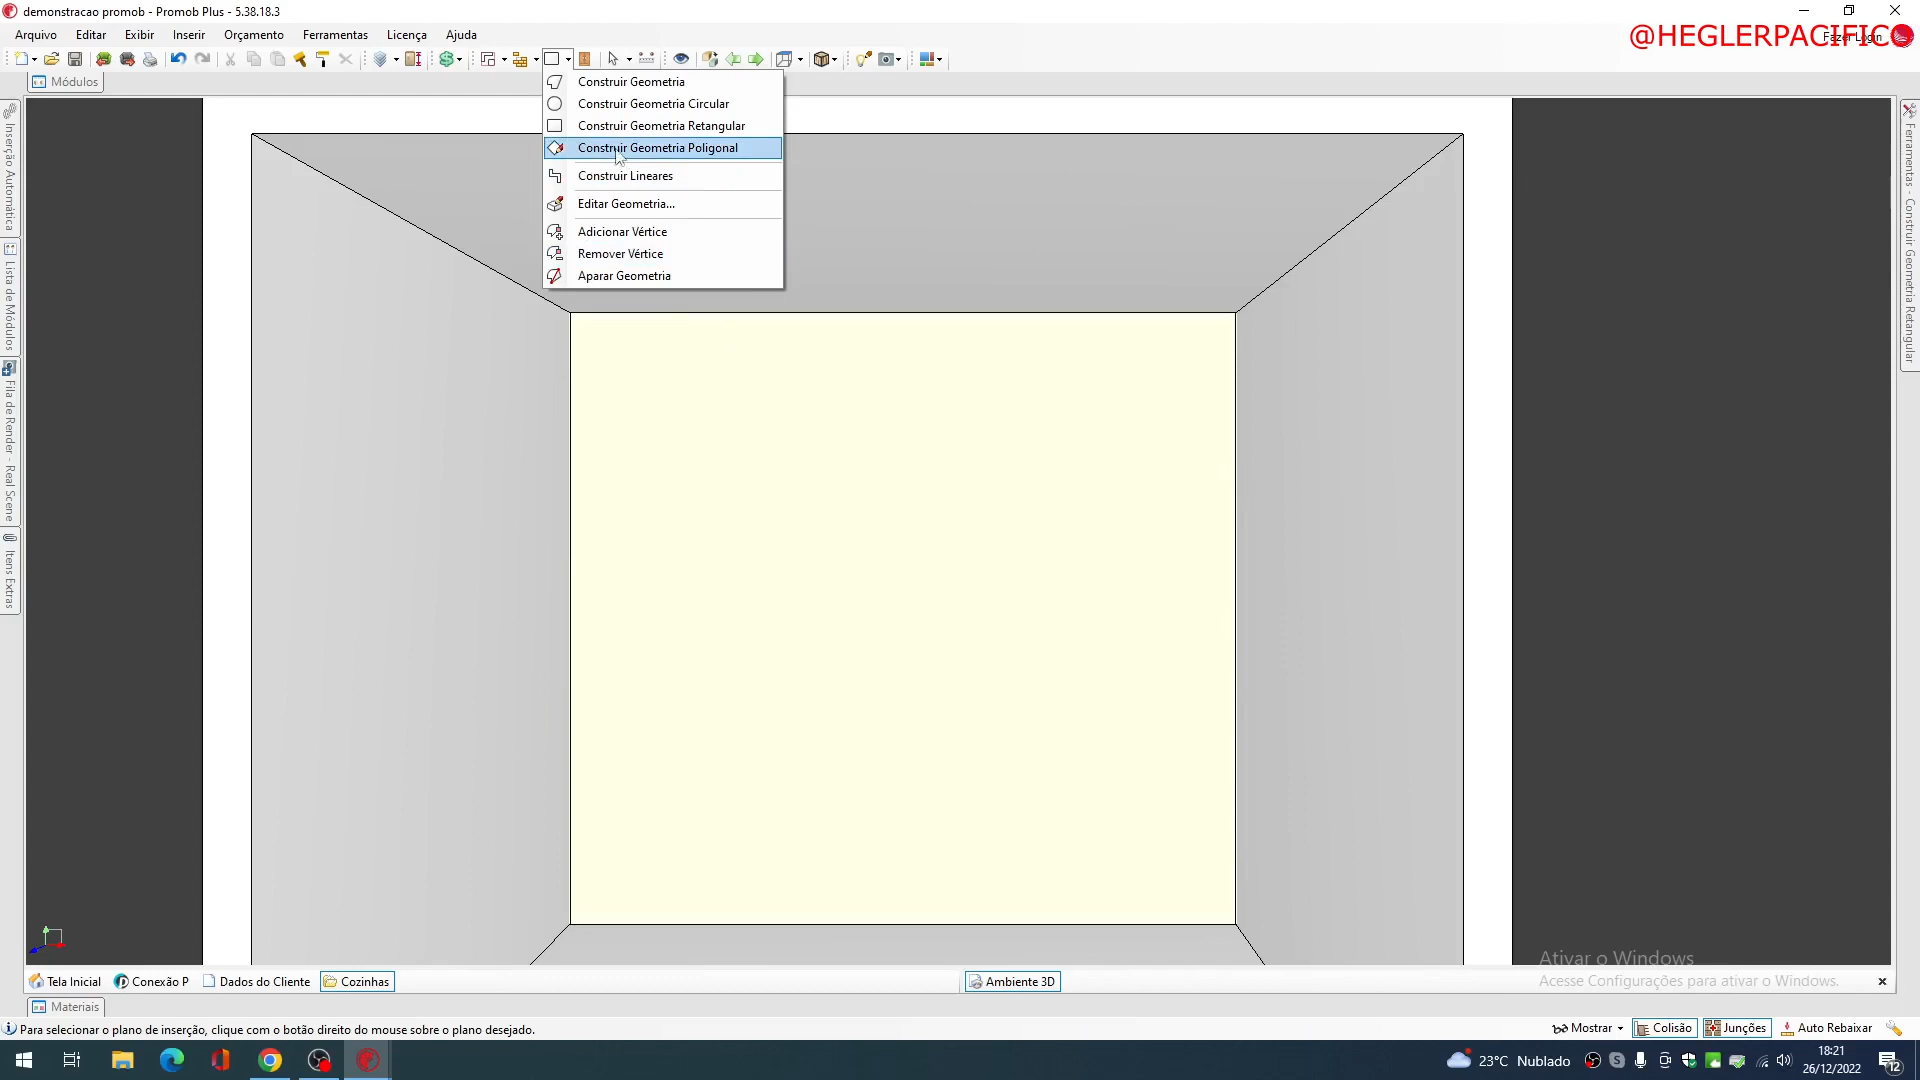 demonstracao promob - Promob Plus - 5.38.18.3
Arquivo Editar Exibir Inserir Orçamento Ferramentas Licença Ajuda
@HEGLERPACIFIC
Fazer Login
Módulos
Construir Geometria
Construir Geometria Circular
Construir Geometria Retangular
Construir Geometria Poligonal
Construir Lineares
Editar Geometria...
Adicionar Vértice
Remover Vértice
Aparar Geometria
Inserção Automática
Lista de Módulos
Fila de Render - Real Scene
Itens Extras
Ferramentas - Construir Geometria Retangular
Ativar o Windows
Acesse Configurações para ativar o Windows.
Tela Inicial Conexão P Dados do Cliente Cozinhas Ambiente 3D
Materiais
Para selecionar o plano de inserção, clique com o botão direito do mouse sobre o plano desejado.
Mostrar Colisão Junções Auto Rebaixar
23°C Nublado
18:21
26/12/2022
12